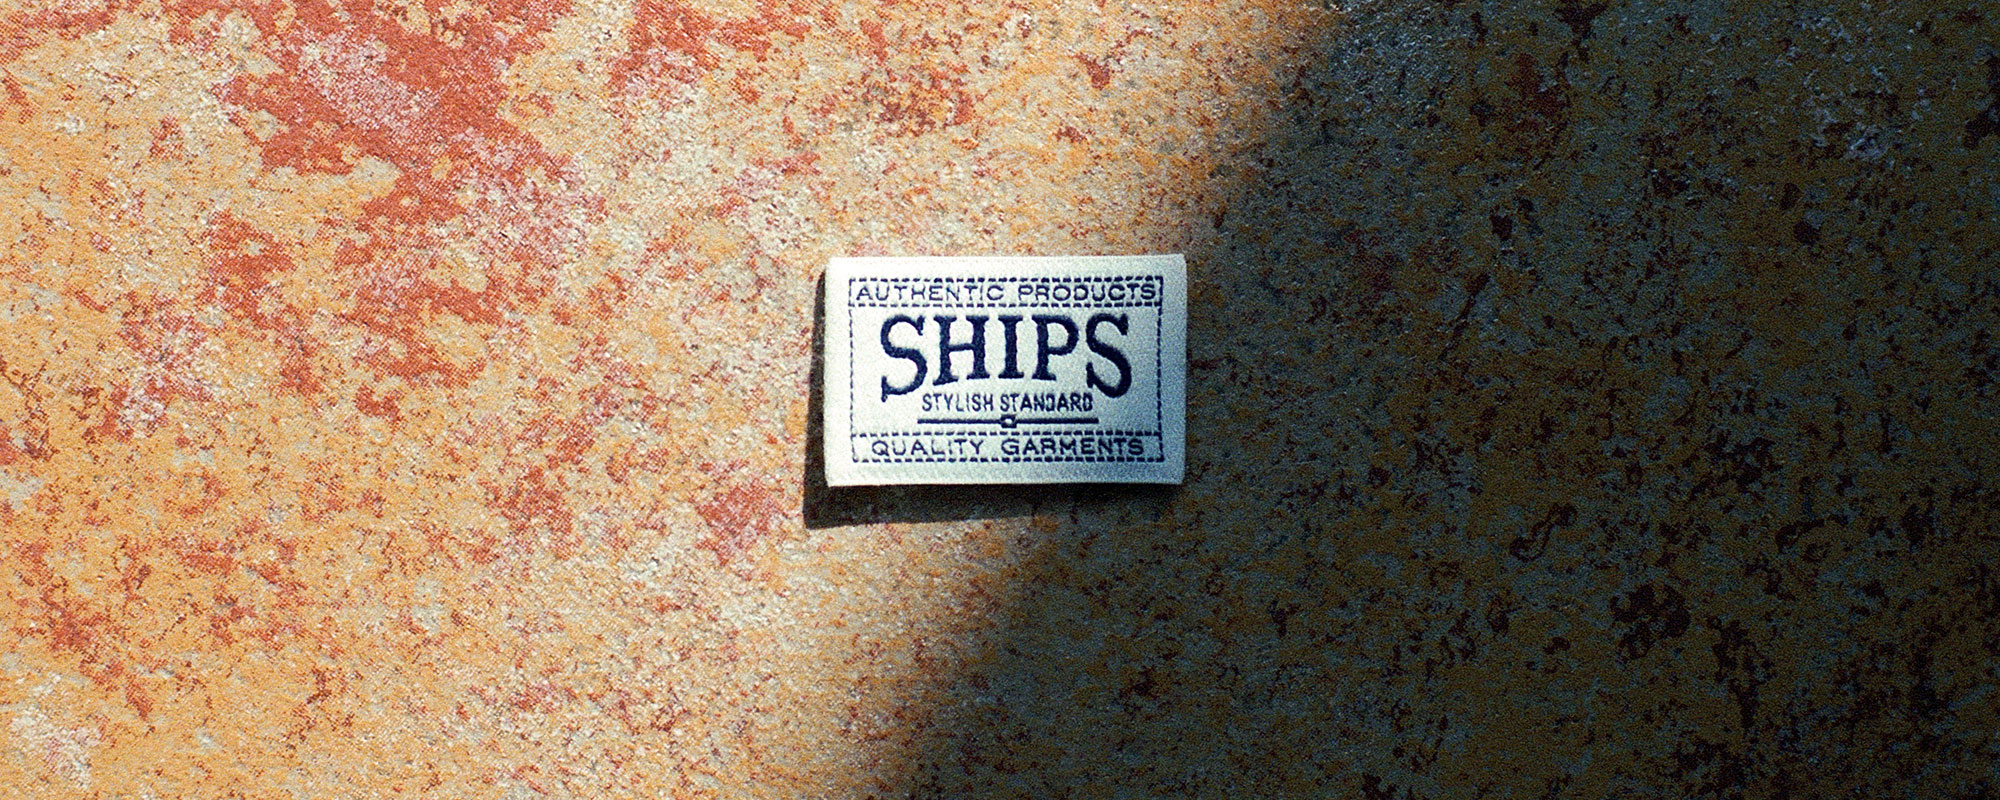 AUTHENTIC PRODUCTS
SHIPS
STYLISH STANDARD
QUALITY GARMENTS